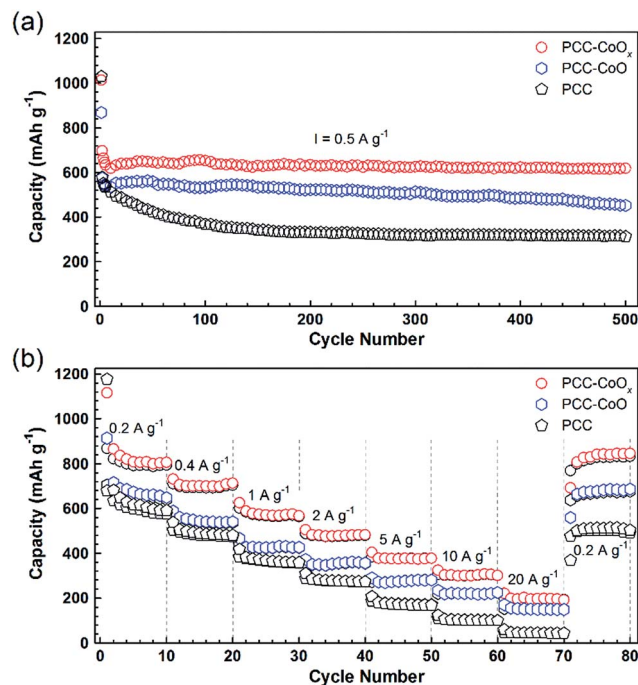 (a)
1200
1000
800
600
400
200
0
Capacity (mAh g⁻¹)
PCC-CoOₓ
PCC-CoO
PCC
I = 0.5 A g⁻¹
0 100 200 300 400 500
Cycle Number
(b)
1200
1000
800
600
400
200
0
Capacity (mAh g⁻¹)
PCC-CoOₓ
PCC-CoO
PCC
0.2 A g⁻¹
0.4 A g⁻¹
1 A g⁻¹
2 A g⁻¹
5 A g⁻¹
10 A g⁻¹
20 A g⁻¹
0.2 A g⁻¹
0 10 20 30 40 50 60 70 80
Cycle Number